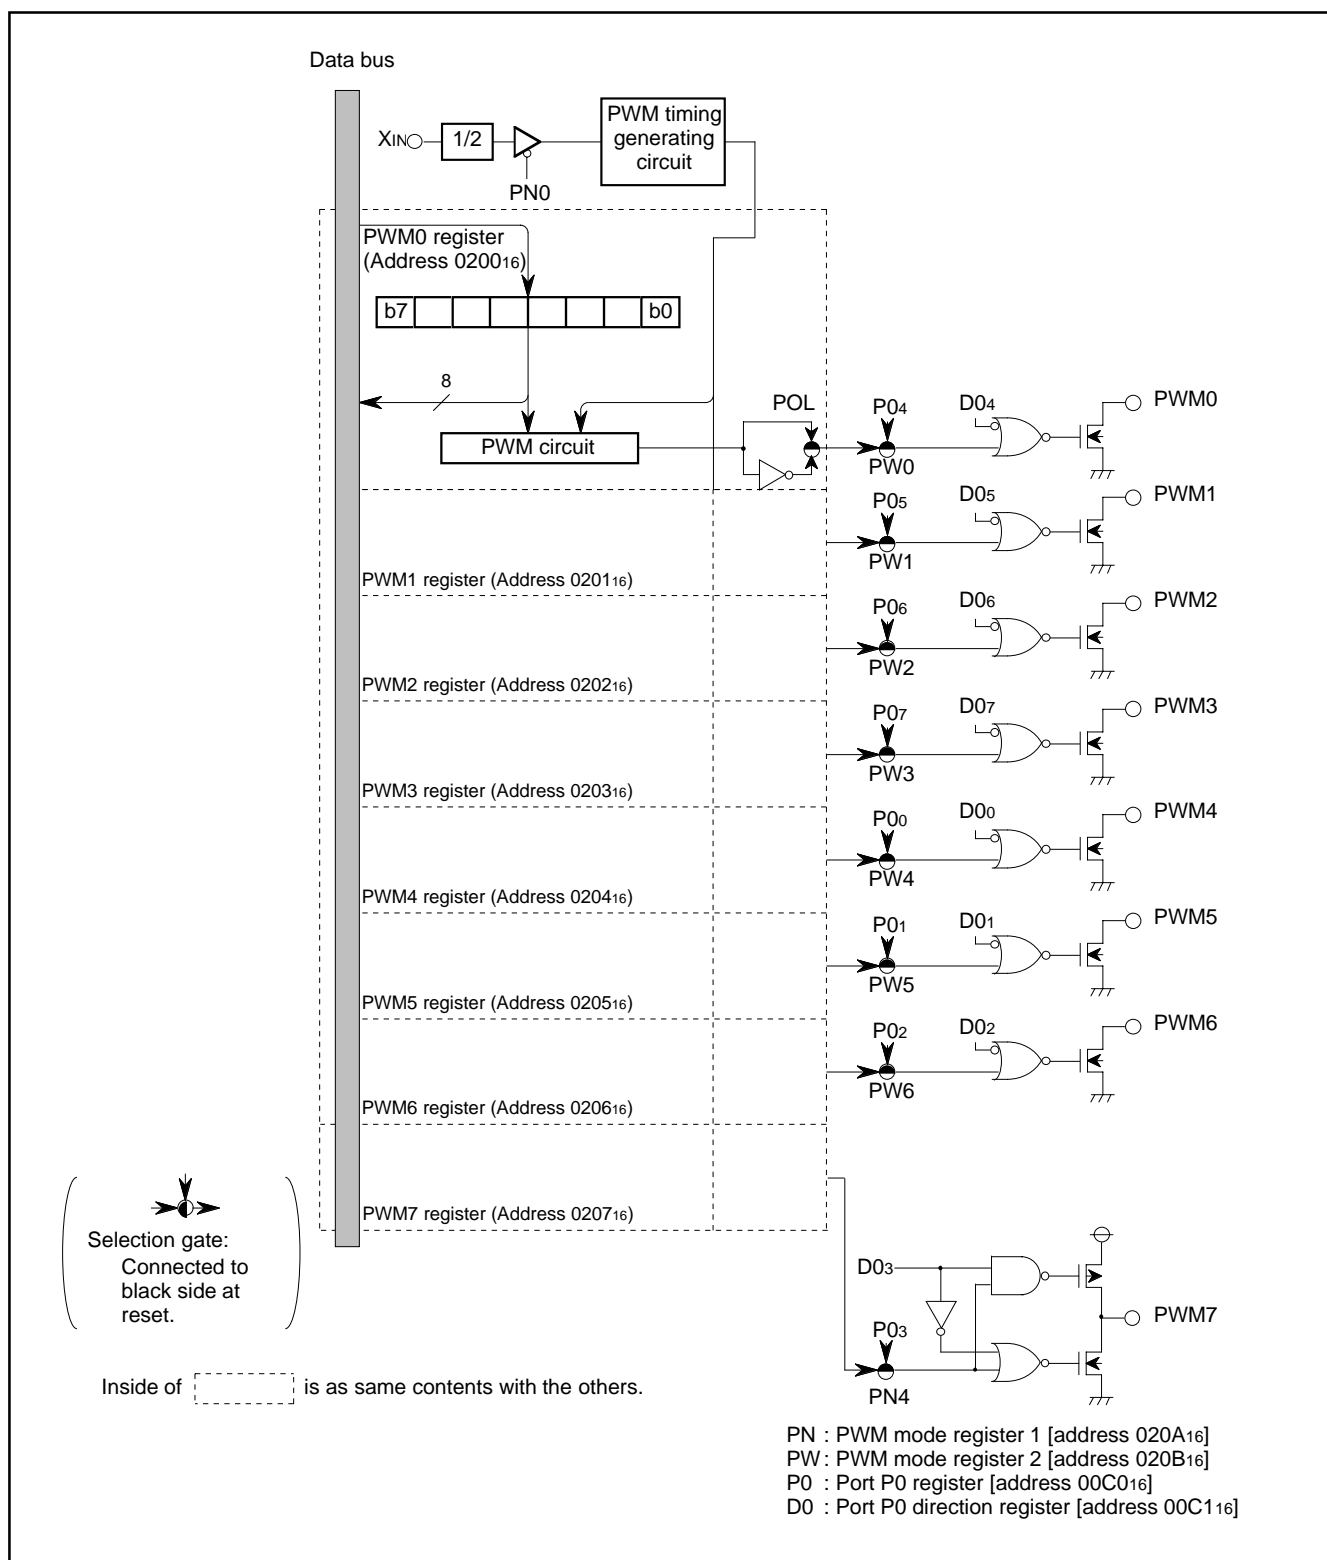 Data bus
XIN
1/2
PWM timing
generating
circuit
PN0
PWM0 register
(Address 020016)
b7
b0
8
PWM circuit
POL
P04
PW0
D04
PWM0
P05
PW1
D05
PWM1
PWM1 register (Address 020116)
P06
PW2
D06
PWM2
PWM2 register (Address 020216)
P07
PW3
D07
PWM3
PWM3 register (Address 020316)
P00
PW4
D00
PWM4
PWM4 register (Address 020416)
P01
PW5
D01
PWM5
PWM5 register (Address 020516)
P02
PW6
D02
PWM6
PWM6 register (Address 020616)
PWM7 register (Address 020716)
Selection gate:
Connected to
black side at
reset.
D03
P03
PN4
PWM7
Inside of is as same contents with the others.
PN : PWM mode register 1 [address 020A16]
PW : PWM mode register 2 [address 020B16]
P0 : Port P0 register [address 00C016]
D0 : Port P0 direction register [address 00C116]